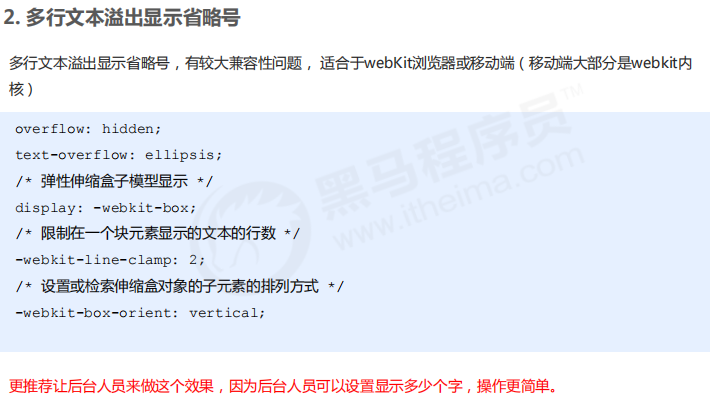 2. 多行文本溢出显示省略号
多行文本溢出显示省略号，有较大兼容性问题， 适合于webKit浏览器或移动端（移动端大部分是webkit内
核）
overflow: hidden;
text-overflow: ellipsis;
/* 弹性伸缩盒子模型显示 */
display: -webkit-box;
/* 限制在一个块元素显示的文本的行数 */
-webkit-line-clamp: 2;
/* 设置或检索伸缩盒对象的子元素的排列方式 */
-webkit-box-orient: vertical;
黑马程序员™
www.itheima.com
更推荐让后台人员来做这个效果，因为后台人员可以设置显示多少个字，操作更简单。